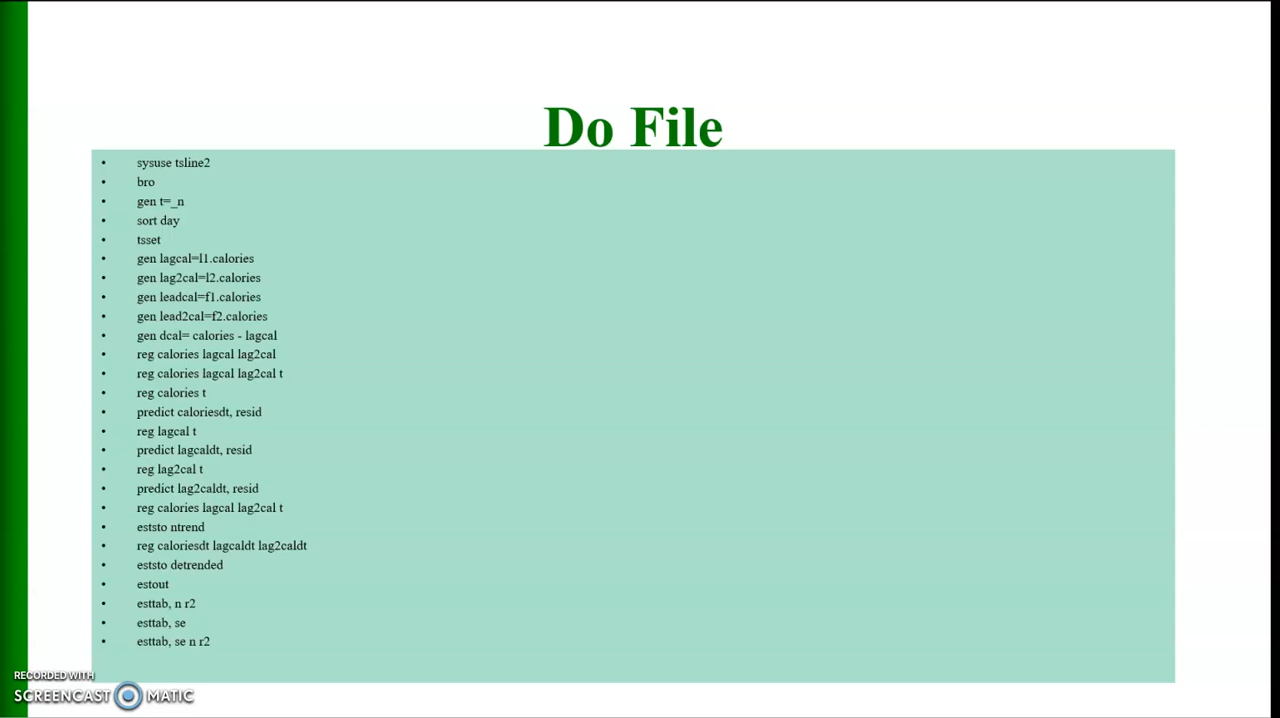 Do File
• sysuse tsline2
• bro
• gen t=_n
• sort day
• tsset
• gen lagcal=l1.calories
• gen lag2cal=l2.calories
• gen leadcal=f1.calories
• gen lead2cal=f2.calories
• gen dcal= calories - lagcal
• reg calories lagcal lag2cal
• reg calories lagcal lag2cal t
• reg calories t
• predict caloriesdt, resid
• reg lagcal t
• predict lagcaldt, resid
• reg lag2cal t
• predict lag2caldt, resid
• reg calories lagcal lag2cal t
• eststo ntrend
• reg caloriesdt lagcaldt lag2caldt
• eststo detrended
• estout
• esttab, n r2
• esttab, se
• esttab, se n r2
RECORDED WITH
SCREENCAST MATIC